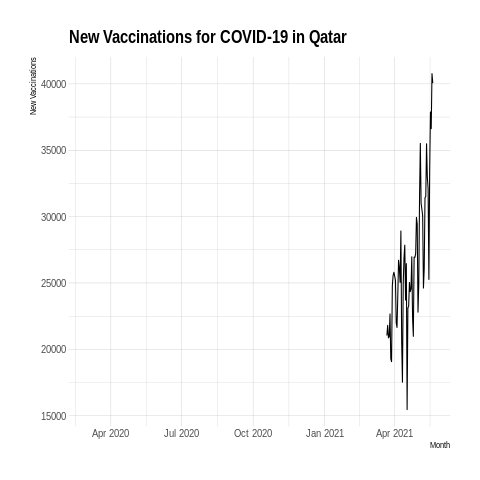 New Vaccinations for COVID-19 in Qatar
New Vaccinations
40000
35000
30000
25000
20000
15000
Apr 2020 Jul 2020 Oct 2020 Jan 2021 Apr 2021
Month